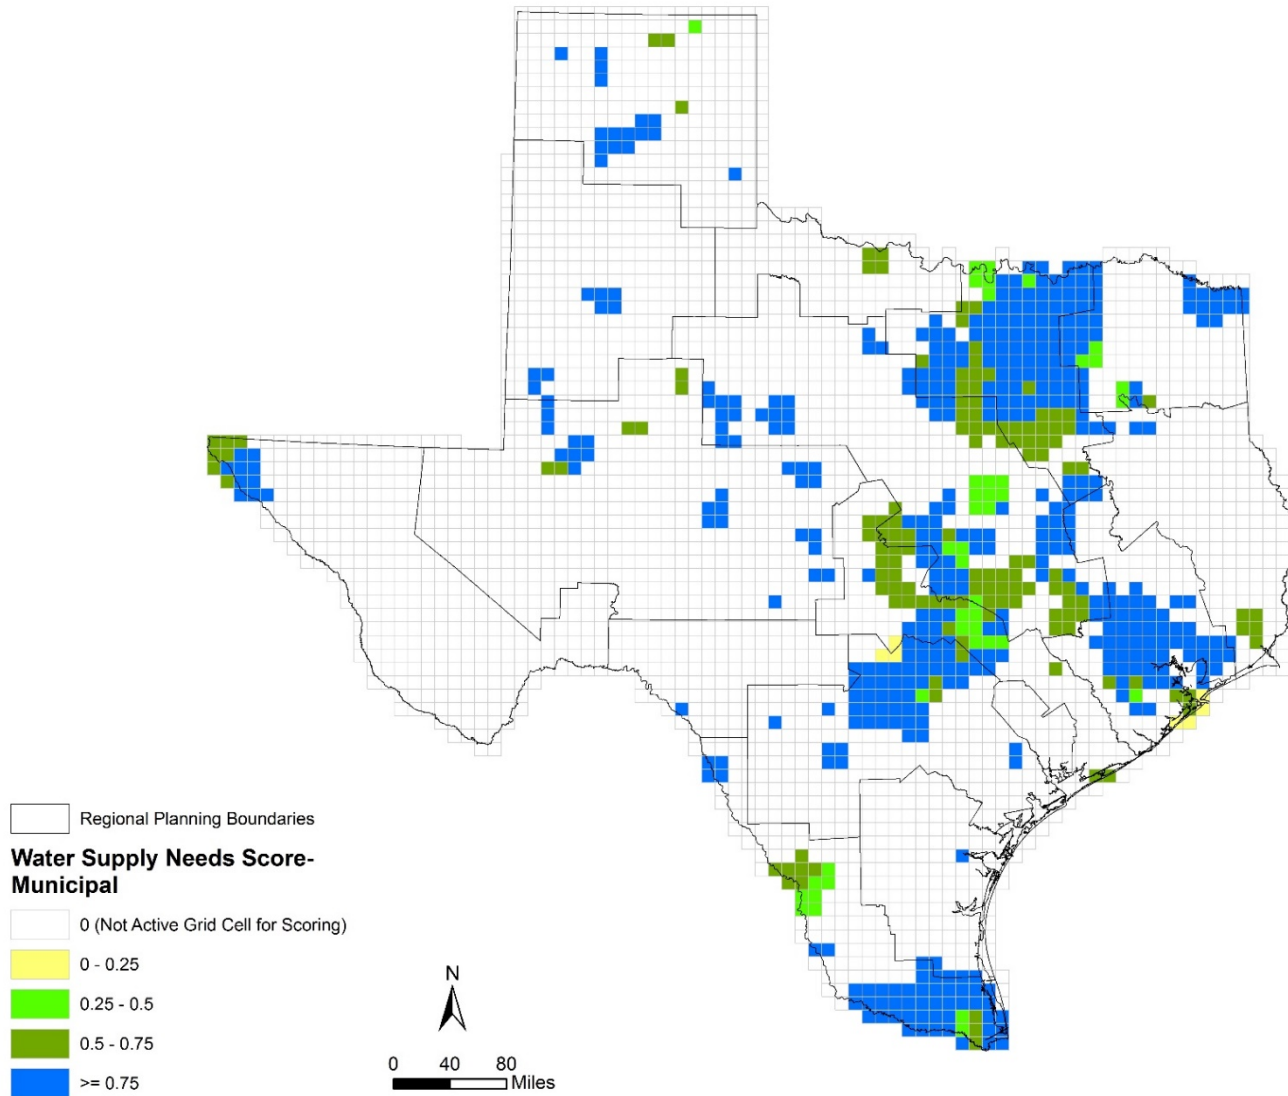 Regional Planning Boundaries
Water Supply Needs Score-
Municipal
0 (Not Active Grid Cell for Scoring)
0 - 0.25
0.25 - 0.5
0.5 - 0.75
>= 0.75
N
0 40 80
Miles